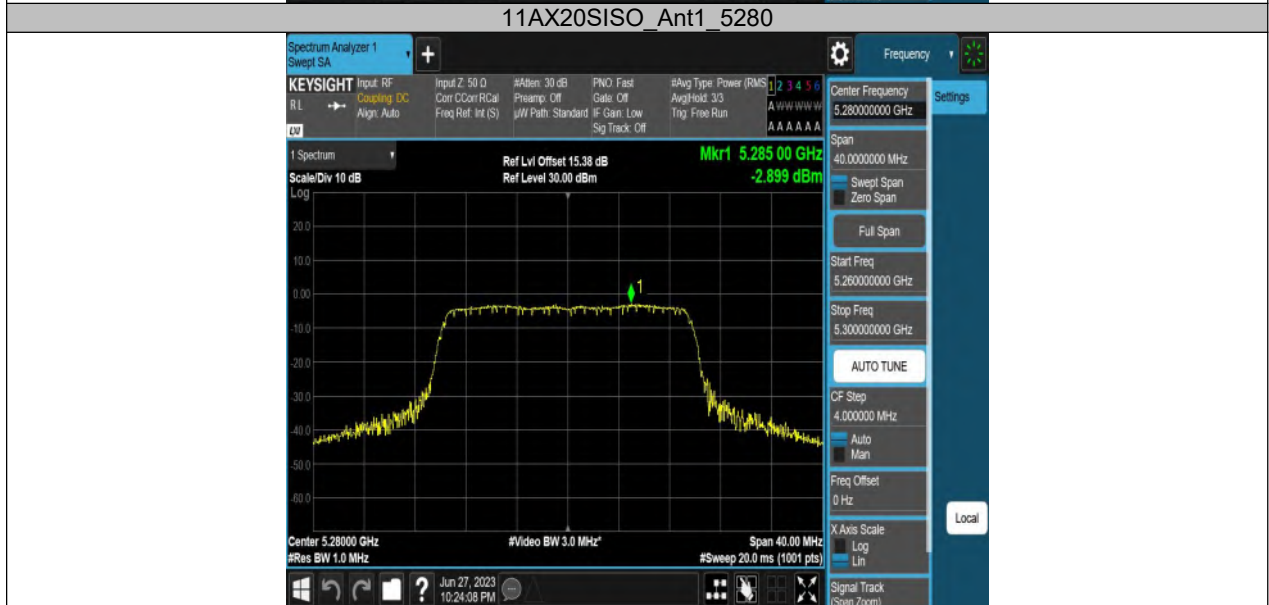 11AX20SISO_Ant1_5280
Spectrum Analyzer 1
Swept SA
+
Frequency
KEYSIGHT
RL
LXI
Input: RF
Coupling: DC
Align: Auto
Input Z: 50 Ω
Corr CCorr RCal
Freq Ref: Int (S)
#Atten: 30 dB
Preamp: Off
µW Path: Standard
PNO: Fast
Gate: Off
IF Gain: Low
Sig Track: Off
#Avg Type: Power (RMS
Avg|Hold: 3/3
Trig: Free Run
1 2 3 4 5 6
A W W W W W
A A A A A A
Center Frequency
5.280000000 GHz
Settings
Span
40.0000000 MHz
Swept Span
Zero Span
Full Span
Start Freq
5.260000000 GHz
Stop Freq
5.300000000 GHz
AUTO TUNE
CF Step
4.000000 MHz
Auto
Man
Freq Offset
0 Hz
X Axis Scale
Log
Lin
Signal Track
(Span Zoom)
Local
1 Spectrum
Scale/Div 10 dB
Log
Ref Lvl Offset 15.38 dB
Ref Level 30.00 dBm
Mkr1 5.285 00 GHz
-2.899 dBm
20.0
10.0
0.00
-10.0
-20.0
-30.0
-40.0
-50.0
-60.0
1
Center 5.28000 GHz
#Res BW 1.0 MHz
#Video BW 3.0 MHz*
Span 40.00 MHz
#Sweep 20.0 ms (1001 pts)
?
Jun 27, 2023
10:24:08 PM